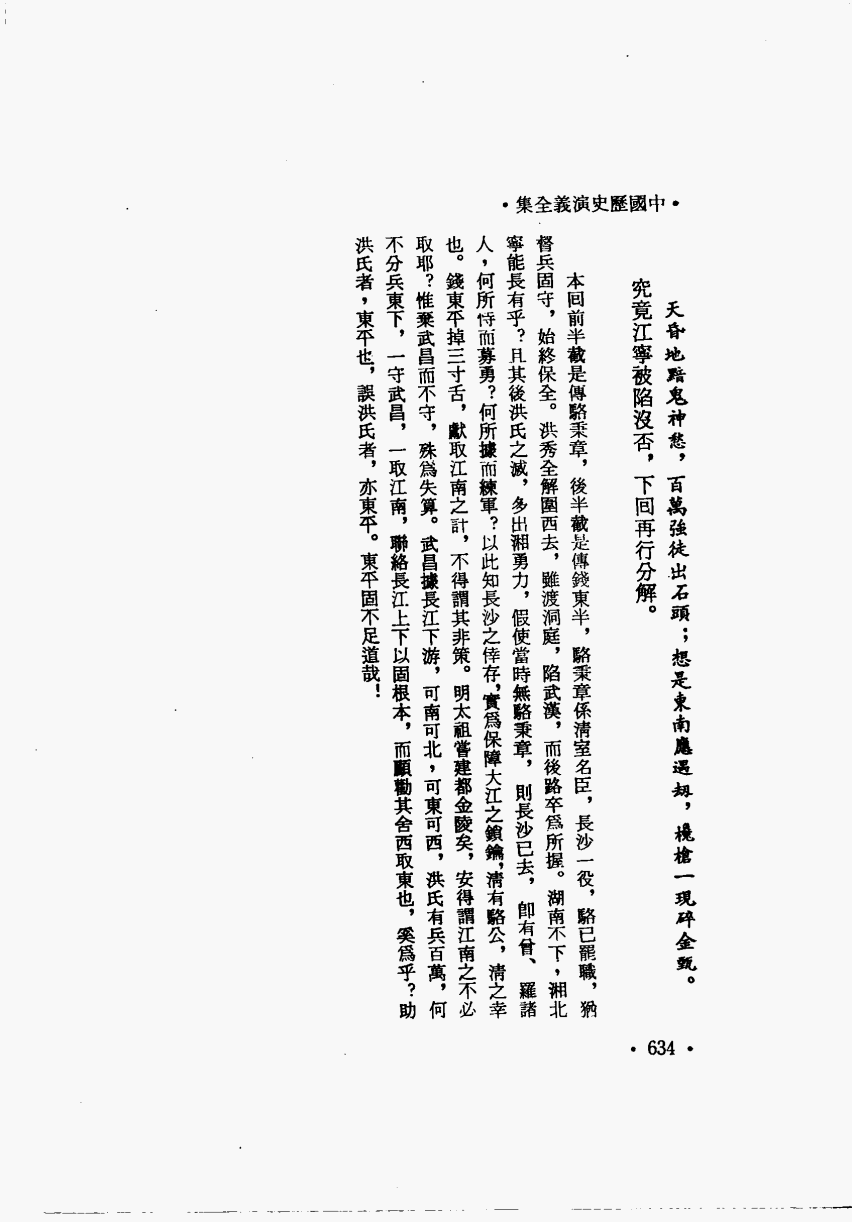 •中國歷史演義全集•
天昏地黯鬼神愁，百萬強徒出石頭；想是東南應遇刼，欃槍一現碎金甌。
究竟江寧被陷沒否，下回再行分解。
本回前半截是傳駱秉章，後半截是傳錢東平，駱秉章係淸室名臣，長沙一役，駱已罷職，猶
督兵固守，始終保全。洪秀全解圍西去，雖渡洞庭，陷武漢，而後路卒爲所握。湖南不下，湘北
寧能長有乎？且其後洪氏之滅，多出湘勇力，假使當時無駱秉章，則長沙已去，卽有曾、羅諸
人，何所恃而募勇？何所據而練軍？以此知長沙之倖存，實爲保障大江之鎖鑰，淸有駱公，淸之幸
也。錢東平掉三寸舌，獻取江南之計，不得謂其非策。明太祖嘗建都金陵矣，安得謂江南之不必
取耶？惟棄武昌而不守，殊爲失算。武昌據長江下游，可南可北，可東可西，洪氏有兵百萬，何
不分兵東下，一守武昌，一取江南，聯絡長江上下以固根本，而顧勸其舍西取東也，奚爲乎？助
洪氏者，東平也，誤洪氏者，亦東平。東平固不足道哉！
• 634 •